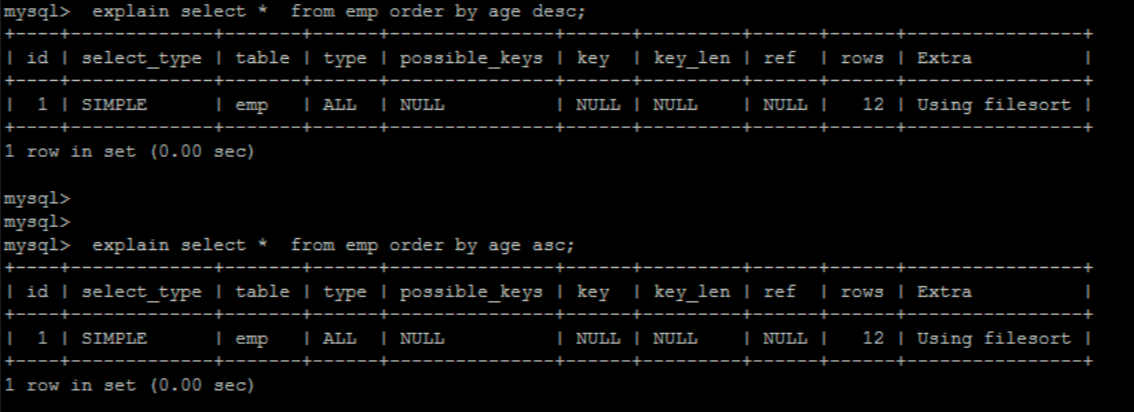 mysql>  explain select *  from emp order by age desc;
+----+-------------+-------+------+---------------+------+---------+------+------+----------------+
| id | select_type | table | type | possible_keys | key  | key_len | ref  | rows | Extra          |
+----+-------------+-------+------+---------------+------+---------+------+------+----------------+
|  1 | SIMPLE      | emp   | ALL  | NULL          | NULL | NULL    | NULL |   12 | Using filesort |
+----+-------------+-------+------+---------------+------+---------+------+------+----------------+
1 row in set (0.00 sec)

mysql>
mysql>
mysql>  explain select *  from emp order by age asc;
+----+-------------+-------+------+---------------+------+---------+------+------+----------------+
| id | select_type | table | type | possible_keys | key  | key_len | ref  | rows | Extra          |
+----+-------------+-------+------+---------------+------+---------+------+------+----------------+
|  1 | SIMPLE      | emp   | ALL  | NULL          | NULL | NULL    | NULL |   12 | Using filesort |
+----+-------------+-------+------+---------------+------+---------+------+------+----------------+
1 row in set (0.00 sec)